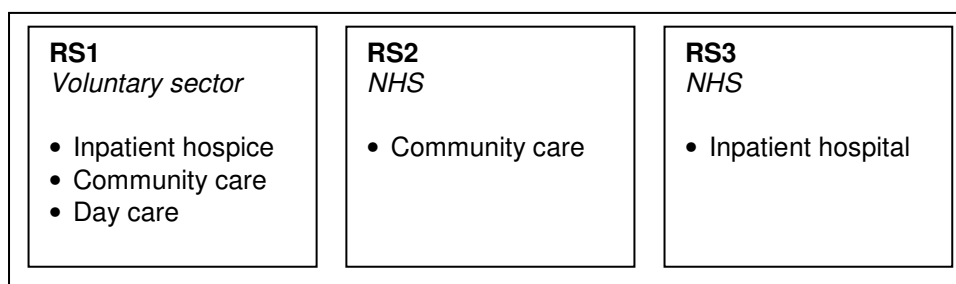 RS1
Voluntary sector
• Inpatient hospice
• Community care
• Day care
RS2
NHS
• Community care
RS3
NHS
• Inpatient hospital